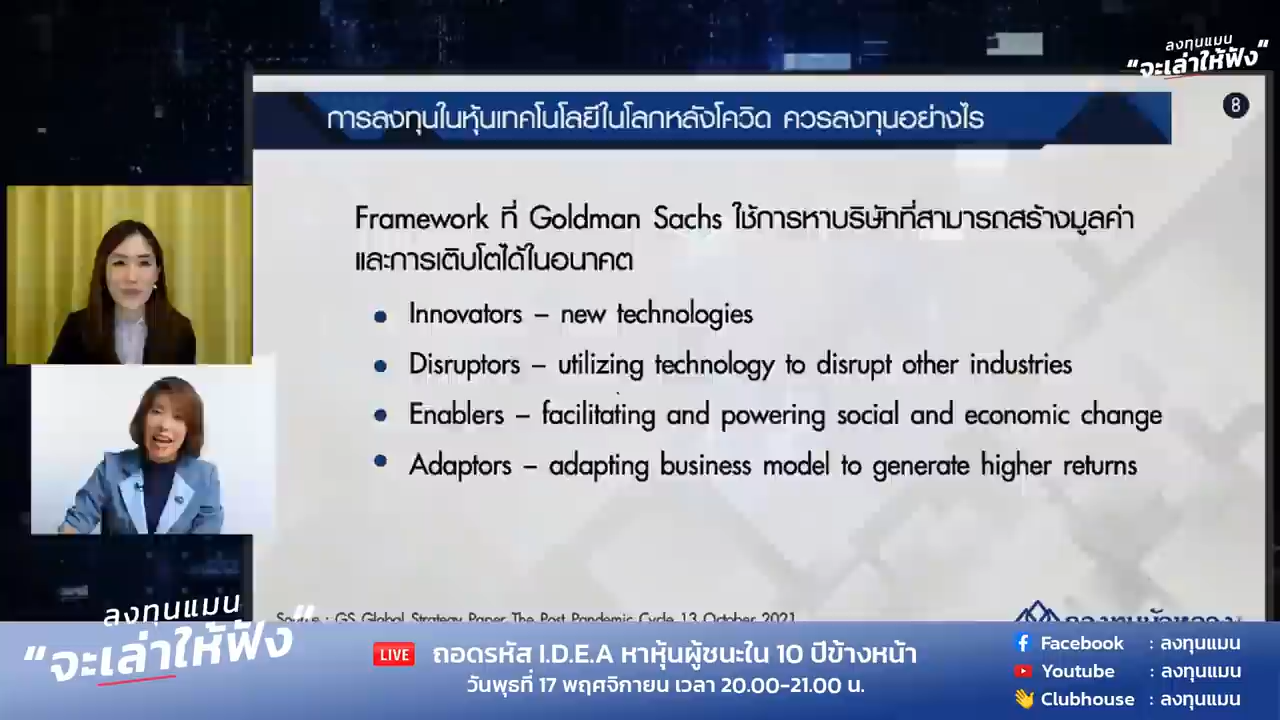 ลงทุนแมน
“จะเล่าให้ฟัง“
การลงทุนในหุ้นเทคโนโลยีในโลกหลังโควิด ควรลงทุนอย่างไร
8
Framework ที่ Goldman Sachs ใช้การหาบริษัทที่สามารถสร้างมูลค่า
และการเติบโตได้ในอนาคต
• Innovators – new technologies
• Disruptors – utilizing technology to disrupt other industries
• Enablers – facilitating and powering social and economic change
• Adaptors – adapting business model to generate higher returns
Source : GS Global Strategy Paper The Post Pandemic Cycle 13 October 2021
กองทุนบัวหลวง
ลงทุนแมน
“จะเล่าให้ฟัง“
LIVE ถอดรหัส I.D.E.A หาหุ้นผู้ชนะใน 10 ปีข้างหน้า
วันพุธที่ 17 พฤศจิกายน เวลา 20.00-21.00 น.
Facebook : ลงทุนแมน
Youtube : ลงทุนแมน
Clubhouse : ลงทุนแมน